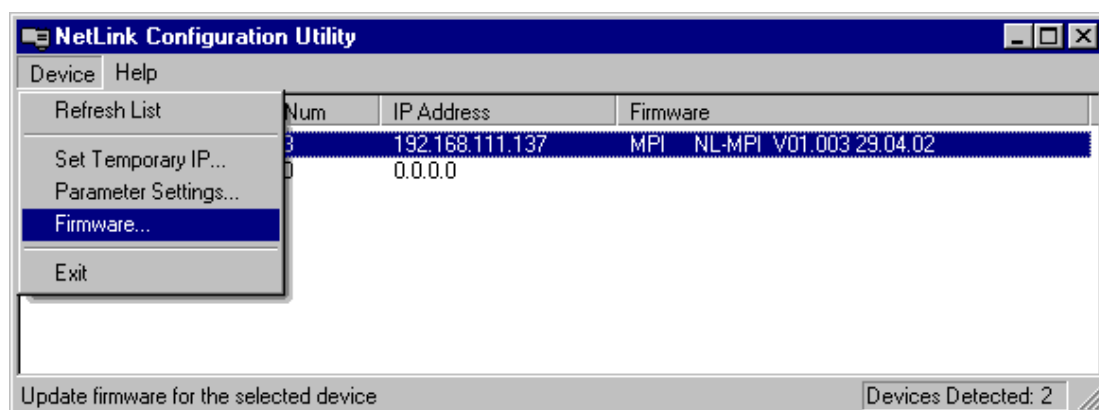 NetLink Configuration Utility
Device Help
Refresh List
Num IP Address Firmware
3 192.168.111.137 MPI NL-MPI V01.003 29.04.02
Set Temporary IP...
0 0.0.0.0
Parameter Settings...
Firmware...
Exit
Update firmware for the selected device Devices Detected: 2